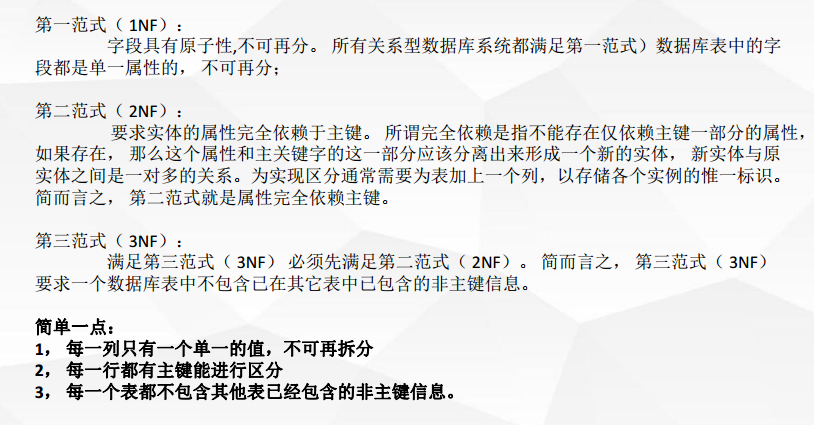 第一范式（ 1NF）:
字段具有原子性,不可再分。 所有关系型数据库系统都满足第一范式）数据库表中的字
段都是单一属性的， 不可再分；
第二范式（ 2NF）:
要求实体的属性完全依赖于主键。 所谓完全依赖是指不能存在仅依赖主键一部分的属性，
如果存在， 那么这个属性和主关键字的这一部分应该分离出来形成一个新的实体， 新实体与原
实体之间是一对多的关系。为实现区分通常需要为表加上一个列，以存储各个实例的惟一标识。
简而言之， 第二范式就是属性完全依赖主键。
第三范式（ 3NF）:
满足第三范式（ 3NF） 必须先满足第二范式（ 2NF）。 简而言之， 第三范式（ 3NF）
要求一个数据库表中不包含已在其它表中已包含的非主键信息。
简单一点：
1， 每一列只有一个单一的值，不可再拆分
2， 每一行都有主键能进行区分
3， 每一个表都不包含其他表已经包含的非主键信息。